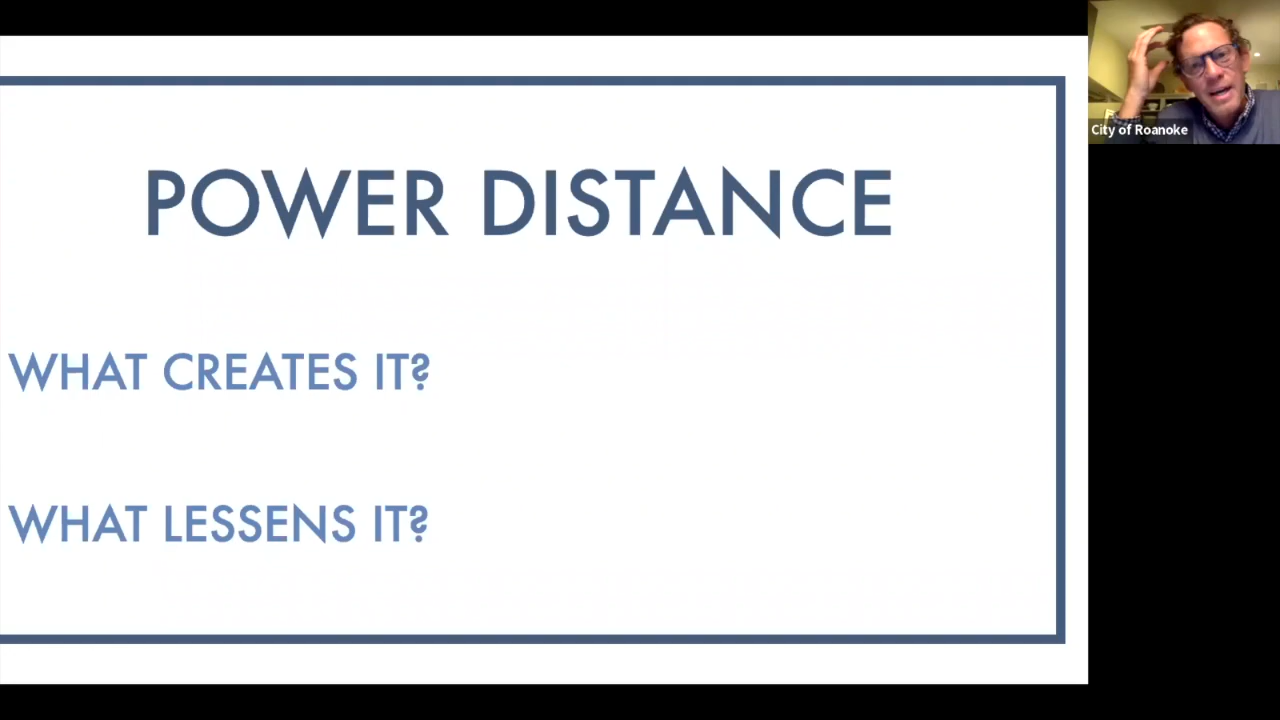 POWER DISTANCE
WHAT CREATES IT?
WHAT LESSENS IT?
City of Roanoke